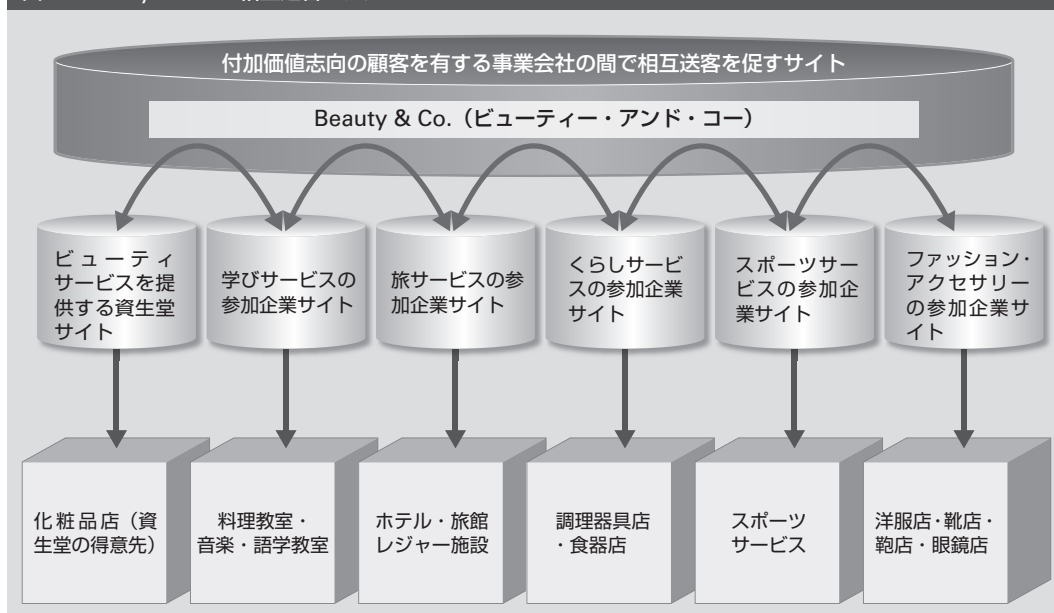 付加価値志向の顧客を有する事業会社の間で相互送客を促すサイト
Beauty & Co.（ビューティー・アンド・コー）
ビューティ
サービスを提
供する資生堂
サイト
学びサービスの
参加企業サイト
旅サービスの参
加企業サイト
くらしサービ
スの参加企業
サイト
スポーツサー
ビスの参加企
業サイト
ファッション・
アクセサリー
の参加企業サ
イト
化粧品店（資
生堂の得意先）
料理教室・
音楽・語学教室
ホテル・旅館
レジャー施設
調理器具店
・食器店
スポーツ
サービス
洋服店・靴店・
鞄店・眼鏡店